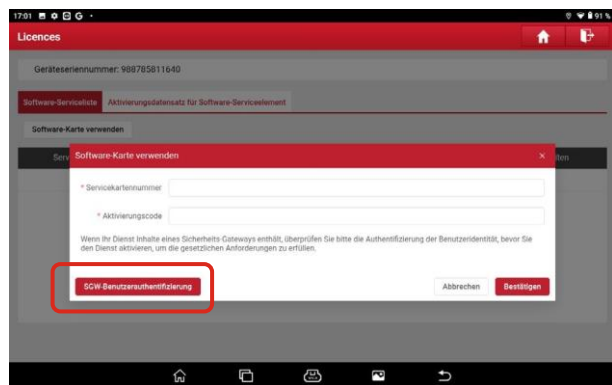 17:01 G · 91 %
Licences
Geräteseriennummer: 988785811640
Software-Serviceliste Aktivierungsdatensatz für Software-Serviceelement
Software-Karte verwenden
Serv
ten
Software-Karte verwenden ×
* Servicekartennummer
* Aktivierungscode
Wenn Ihr Dienst Inhalte eines Sicherheits-Gateways enthält, überprüfen Sie bitte die Authentifizierung der Benutzeridentität, bevor Sie
den Dienst aktivieren, um die gesetzlichen Anforderungen zu erfüllen.
SGW-Benutzerauthentifizierung Abbrechen Bestätigen